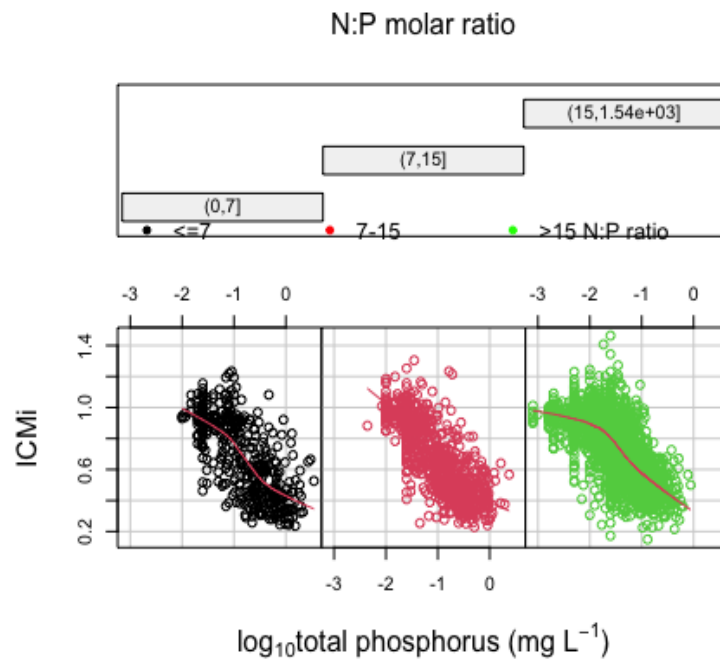 N:P molar ratio
(15,1.54e+03]
(7,15]
(0,7]
<=7 7-15 >15 N:P ratio
-3 -2 -1 0 -3 -2 -1 0
1.4
1.0
0.6
0.2
ICMi
-3 -2 -1 0
log₁₀total phosphorus (mg L⁻¹)